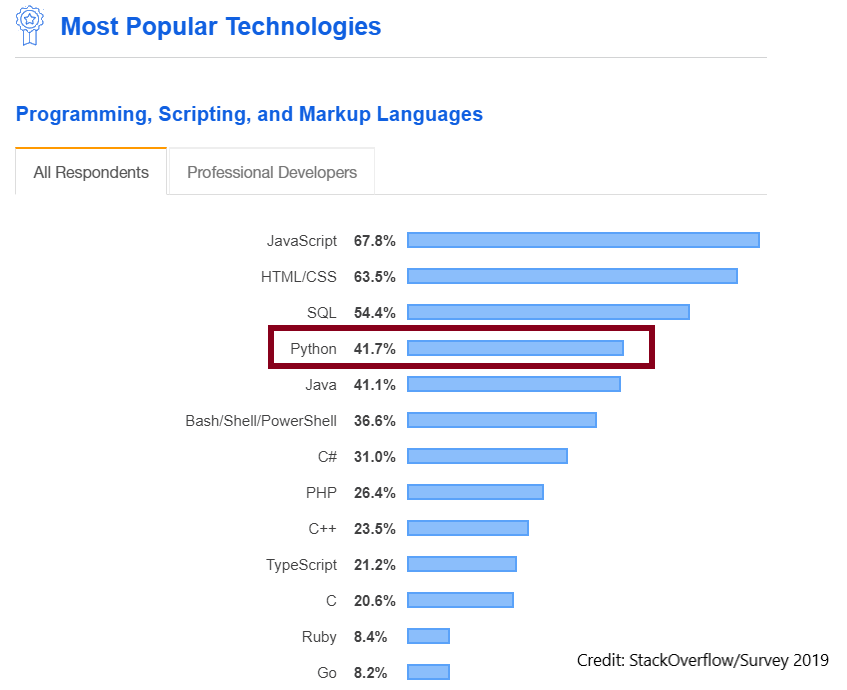 Most Popular Technologies
Programming, Scripting, and Markup Languages
All Respondents Professional Developers
JavaScript 67.8%
HTML/CSS 63.5%
SQL 54.4%
Python 41.7%
Java 41.1%
Bash/Shell/PowerShell 36.6%
C# 31.0%
PHP 26.4%
C++ 23.5%
TypeScript 21.2%
C 20.6%
Ruby 8.4%
Go 8.2%
Credit: StackOverflow/Survey 2019